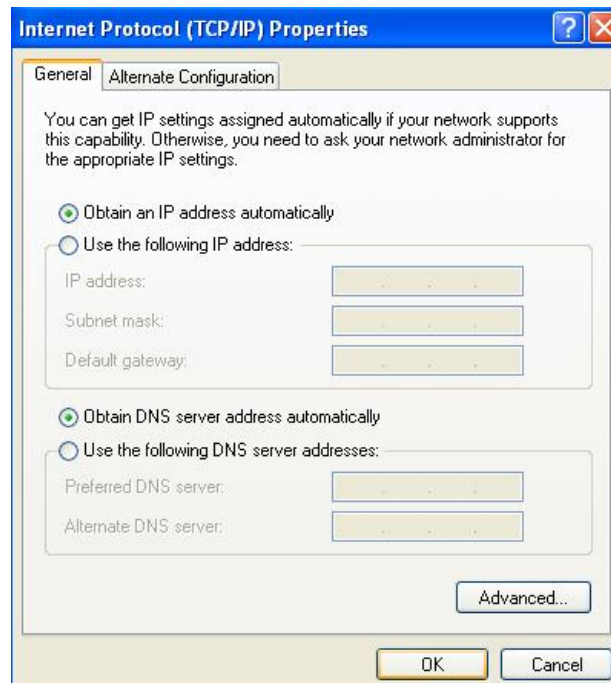 Internet Protocol (TCP/IP) Properties
General Alternate Configuration
You can get IP settings assigned automatically if your network supports
this capability. Otherwise, you need to ask your network administrator for
the appropriate IP settings.
Obtain an IP address automatically
Use the following IP address:
IP address:
Subnet mask:
Default gateway:
Obtain DNS server address automatically
Use the following DNS server addresses:
Preferred DNS server:
Alternate DNS server:
Advanced...
OK Cancel